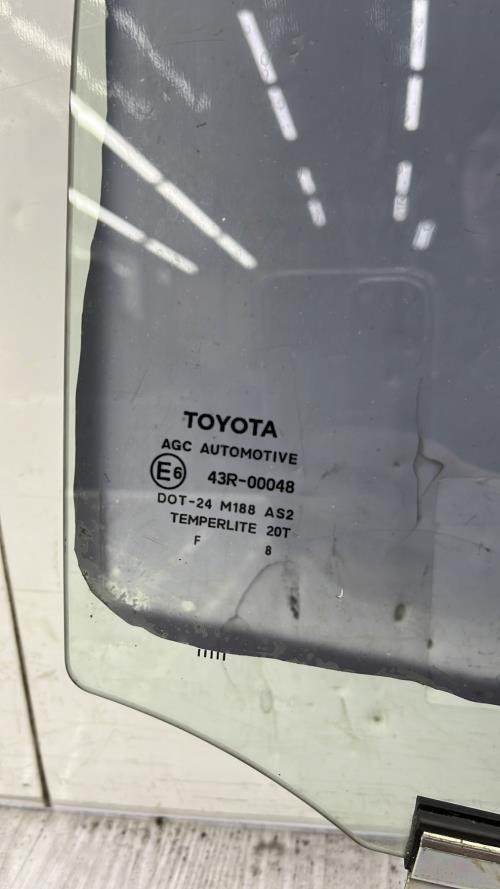 TOYOTA
AGC AUTOMOTIVE
E6 43R-00048
DOT-24 M188 AS2
TEMPERLITE 20T
F 8